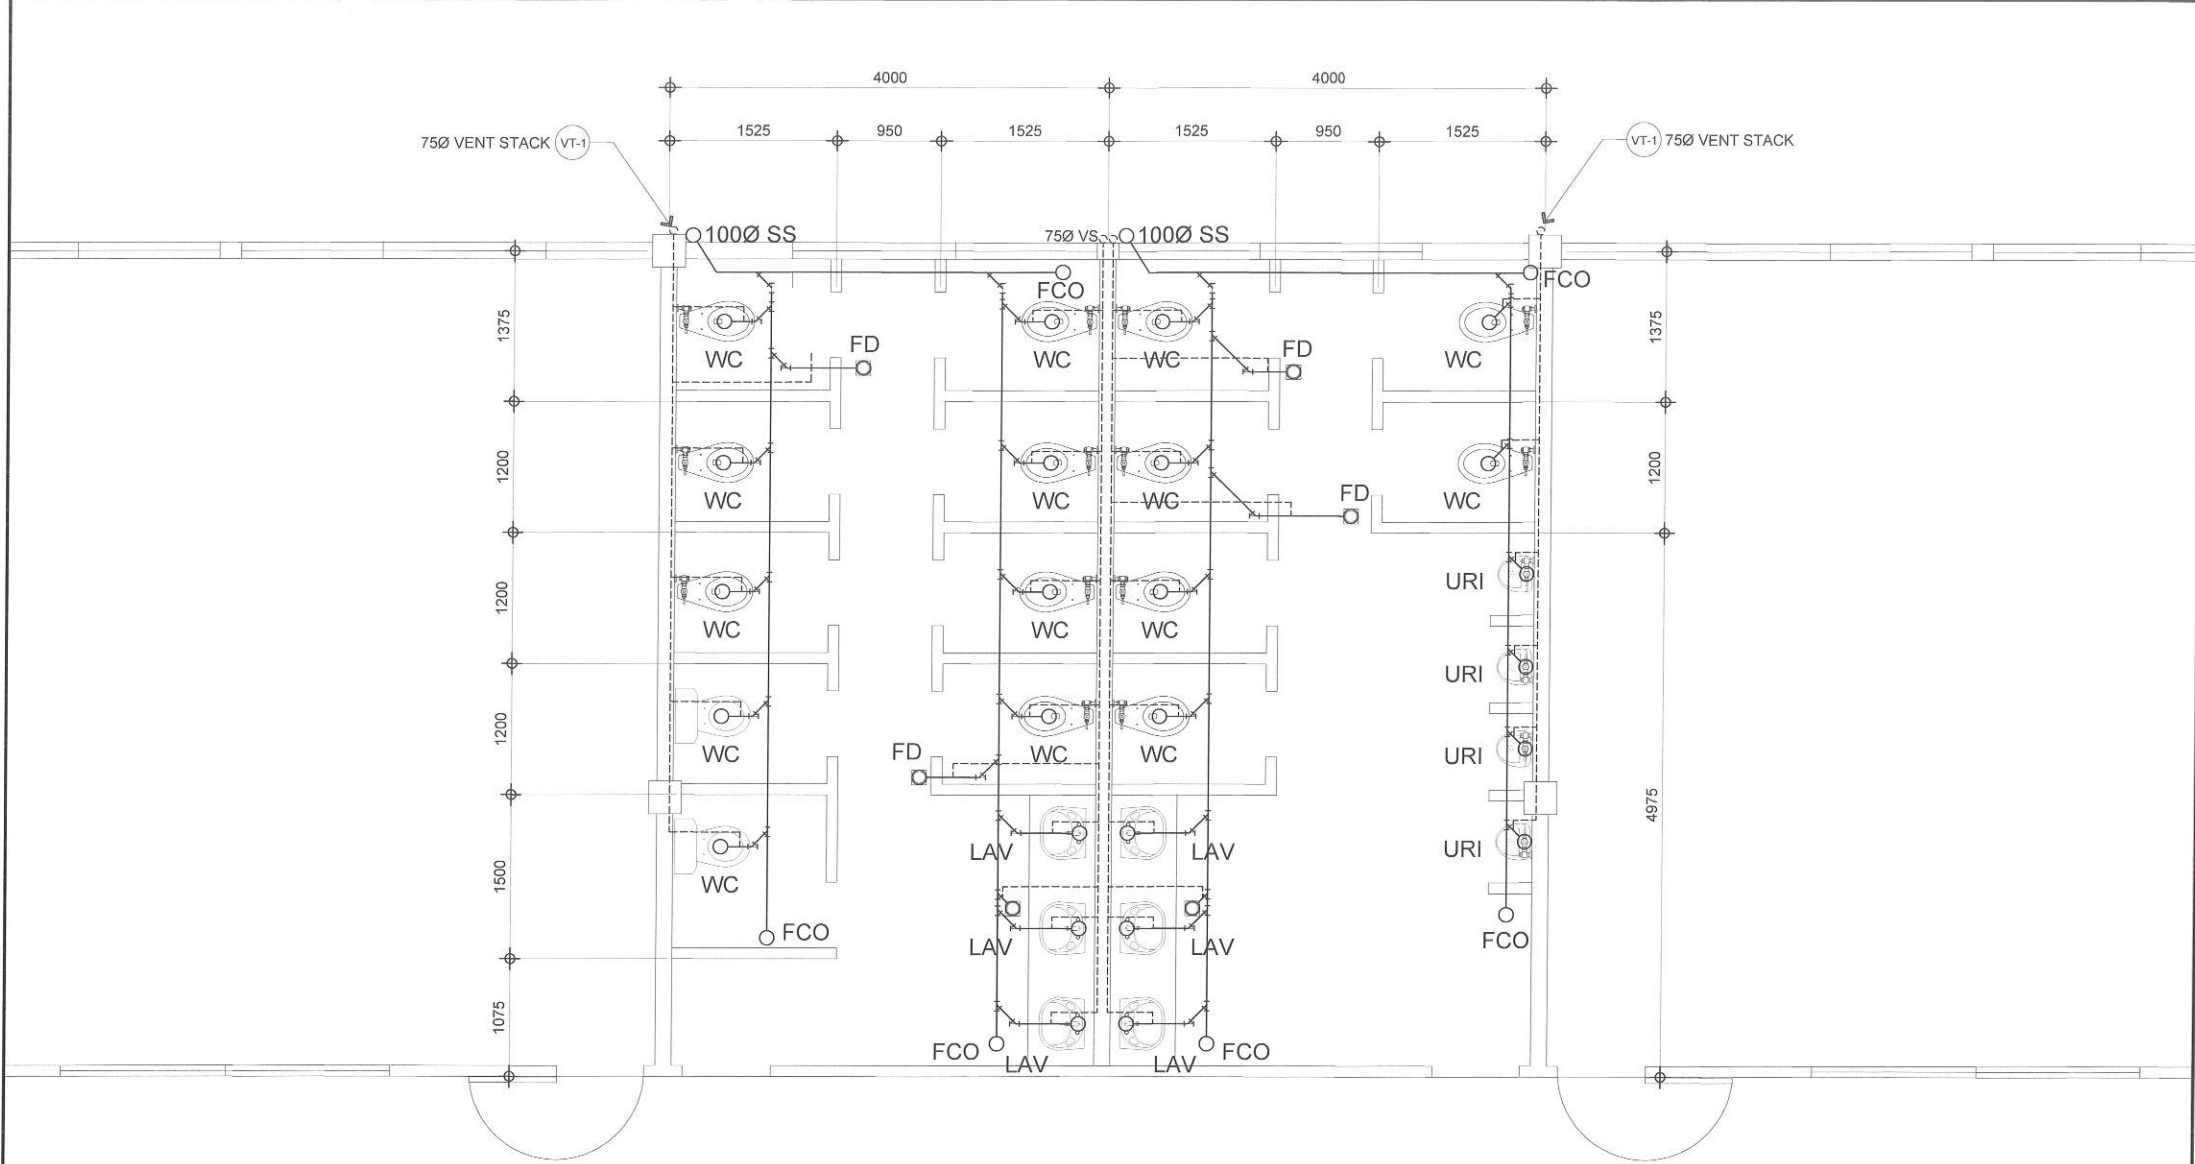 4000
4000
1525
950
1525
1525
950
1525
75Ø VENT STACK
VT-1
VT-1
75Ø VENT STACK
100Ø SS
75Ø VS
100Ø SS
FCO
FCO
1375
1375
WC
FD
WC
WC
FD
WC
1200
1200
WC
WC
WC
FD
WC
1200
URI
WC
WC
WC
URI
1200
WC
FD
WC
WC
URI
4975
LAV
LAV
URI
1500
WC
FCO
LAV
LAV
FCO
1075
FCO
LAV
LAV
FCO